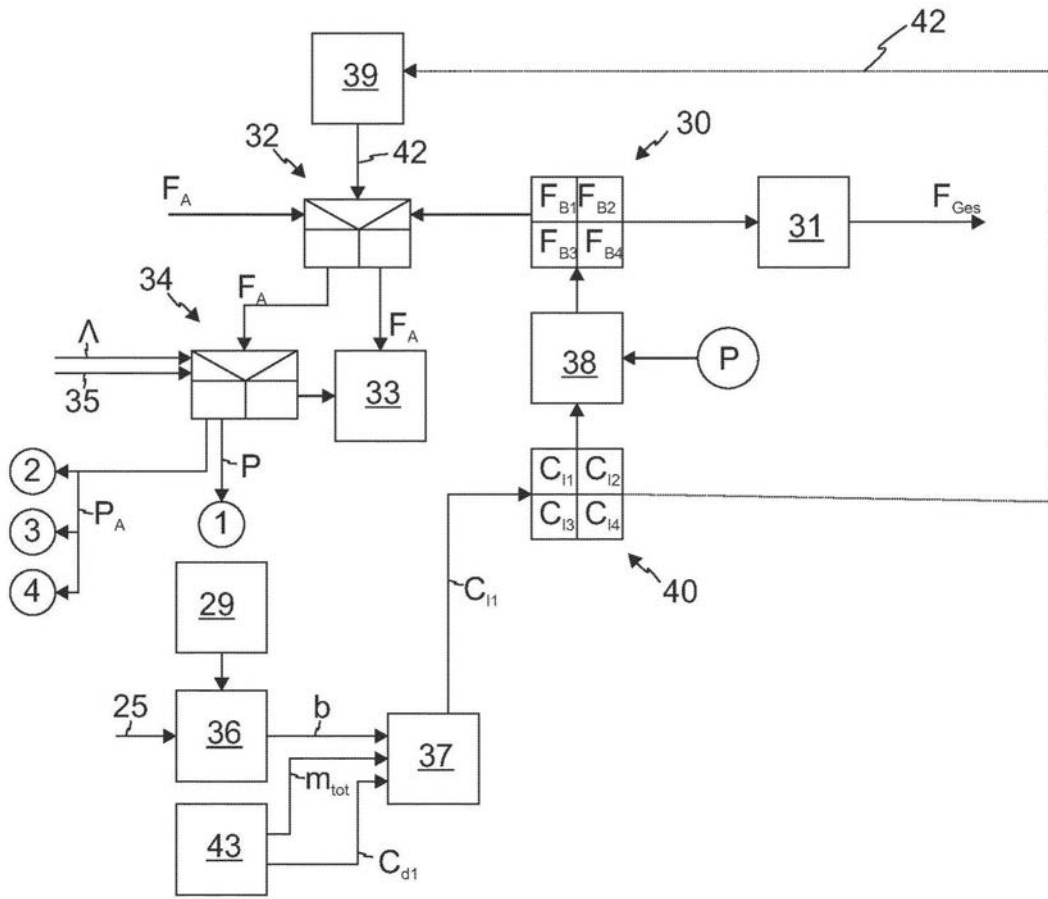 42
39
32
42
30
F_A
F_B1 F_B2
F_B3 F_B4
31
F_Ges
34
F_A
F_A
Λ
35
33
38
P
2
P
C_I1 C_I2
C_I3 C_I4
3
P_A
1
4
C_I1
40
29
25
36
b
37
m_tot
43
C_d1